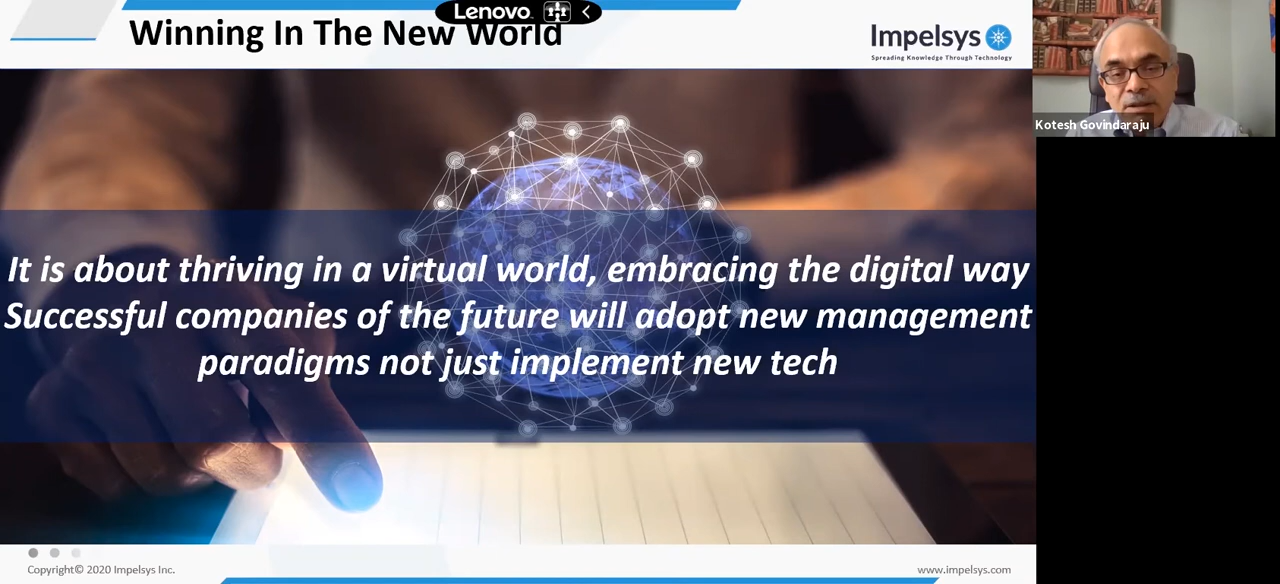 Lenovo
Winning In The New World
Impelsys
Spreading Knowledge Through Technology
Kotesh Govindaraju
It is about thriving in a virtual world, embracing the digital way
Successful companies of the future will adopt new management
paradigms not just implement new tech
Copyright© 2020 Impelsys Inc.
www.impelsys.com